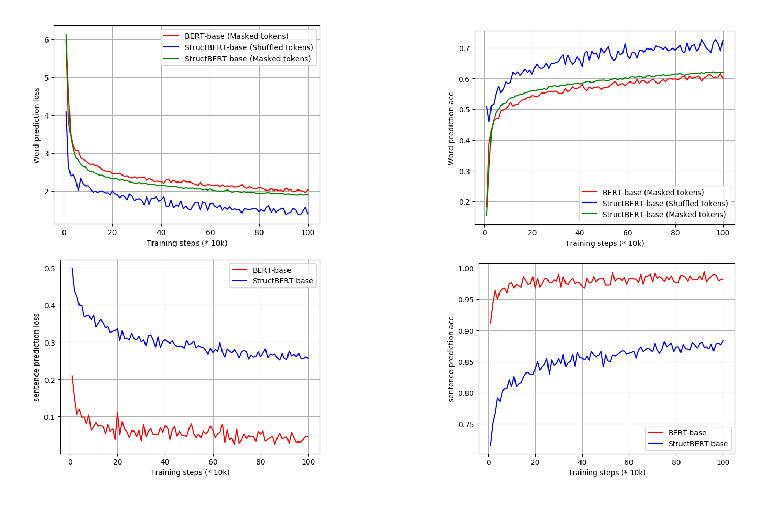 6
5
4
3
2
Word prediction loss
BERT-base (Masked tokens)
StructBERT-base (Shuffled tokens)
StructBERT-base (Masked tokens)
0 20 40 60 80 100
Training steps (* 10k)
0.7
0.6
0.5
0.4
0.3
0.2
Word prediction acc
BERT-base (Masked tokens)
StructBERT-base (Shuffled tokens)
StructBERT-base (Masked tokens)
0 20 40 60 80 100
Training steps (* 10k)
0.5
0.4
0.3
0.2
0.1
sentence prediction loss
BERT-base
StructBERT-base
0 20 40 60 80 100
Training steps (* 10k)
1.00
0.95
0.90
0.85
0.80
0.75
sentence prediction acc
BERT-base
StructBERT-base
0 20 40 60 80 100
Training steps (* 10k)